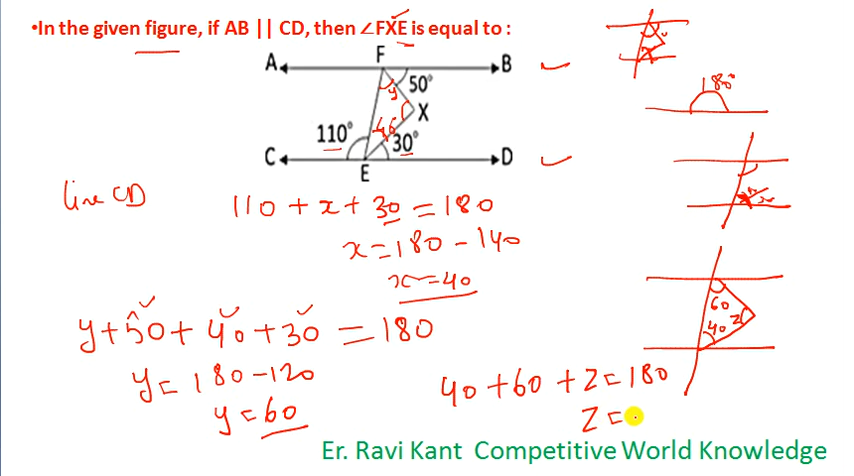 •In the given figure, if AB || CD, then ∠FXE is equal to :
F
A
B
50°
y
X
40
110°
30°
C
D
E
180°
line CD
110 + x + 30 = 180
x = 180 - 140
x = 40
y + 50 + 40 + 30 = 180
y = 180 - 120
y = 60
60
40
z
40 + 60 + Z = 180
Z =
Er. Ravi Kant Competitive World Knowledge